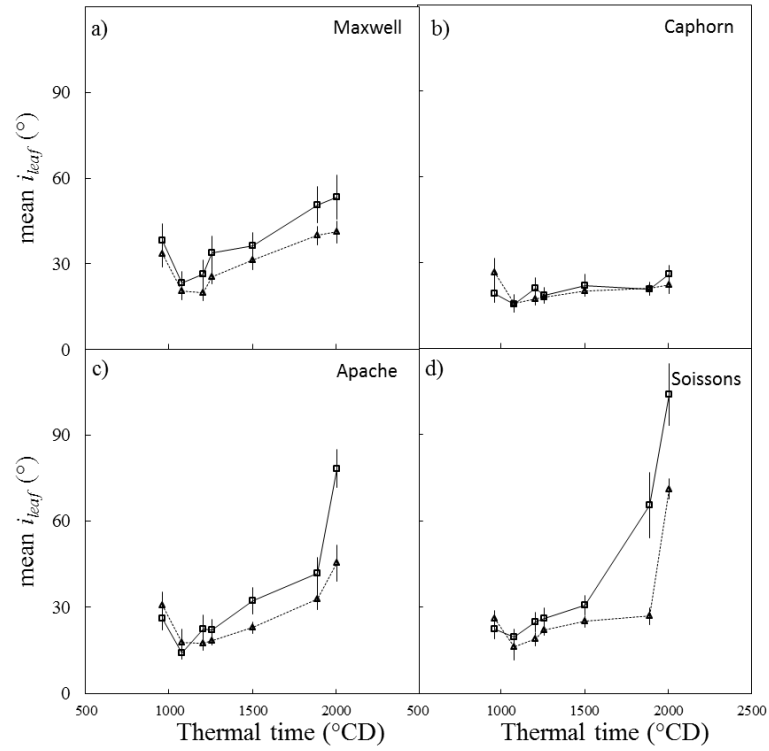 a) Maxwell
b) Caphorn
90
60
30
0
mean i_leaf (°)
c) Apache
d) Soissons
90
60
30
0
mean i_leaf (°)
500 1000 1500 2000 500 1000 1500 2000 2500
Thermal time (°CD) Thermal time (°CD)